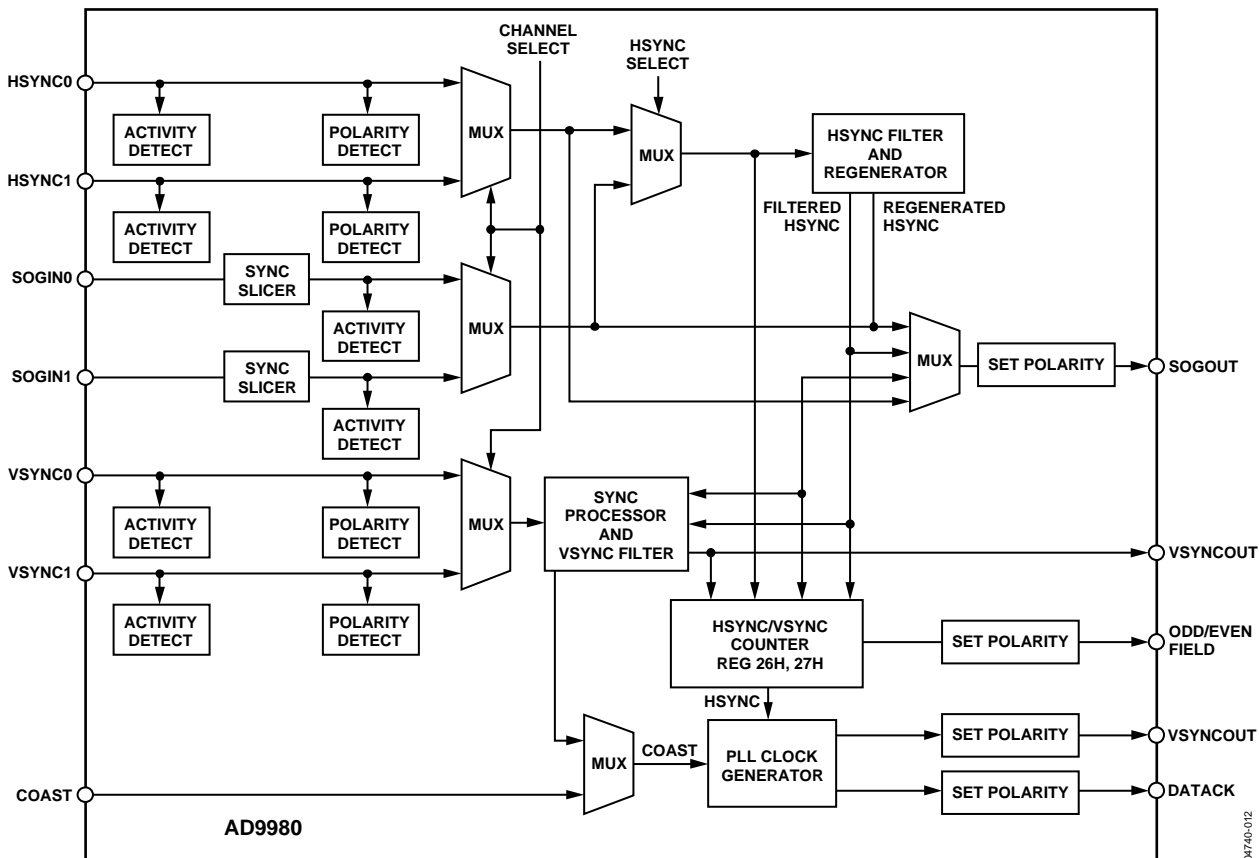 CHANNEL
SELECT
HSYNC
SELECT
HSYNC0
MUX
ACTIVITY
DETECT
POLARITY
DETECT
MUX
HSYNC FILTER
AND
REGENERATOR
HSYNC1
ACTIVITY
DETECT
POLARITY
DETECT
FILTERED
HSYNC
REGENERATED
HSYNC
SOGIN0
SYNC
SLICER
ACTIVITY
DETECT
MUX
MUX
SET POLARITY
SOGOUT
SOGIN1
SYNC
SLICER
ACTIVITY
DETECT
VSYNC0
ACTIVITY
DETECT
POLARITY
DETECT
MUX
SYNC
PROCESSOR
AND
VSYNC FILTER
VSYNCOUT
VSYNC1
ACTIVITY
DETECT
POLARITY
DETECT
HSYNC/VSYNC
COUNTER
REG 26H, 27H
SET POLARITY
ODD/EVEN
FIELD
HSYNC
MUX
COAST
PLL CLOCK
GENERATOR
SET POLARITY
VSYNCOUT
SET POLARITY
DATACK
COAST
AD9980
04740-012